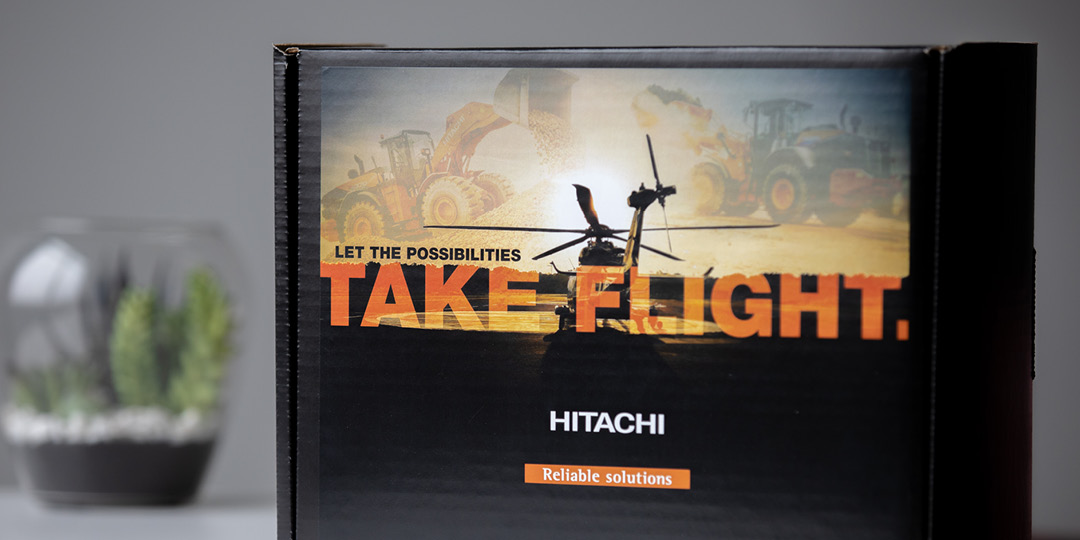 LET THE POSSIBILITIES
TAKE FLIGHT.
HITACHI
Reliable solutions